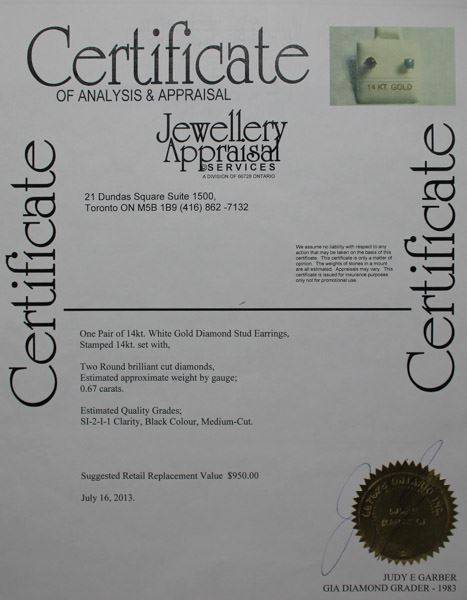 Certificate
OF ANALYSIS & APPRAISAL
14 KT. GOLD
Jewellery
Appraisal
SERVICES
A DIVISION OF 66728 ONTARIO
21 Dundas Square Suite 1500,
Toronto ON M5B 1B9 (416) 862 -7132
Certificate
Certificate
We assume no liability with respect to any
action that may be taken on the basis of this
certificate. This certificate is only a matter of
opinion. The weights of stones in a mount
are all estimated. Appraisals may vary. This
certificate is issued for insurance purposes
only not for promotional use.
One Pair of 14kt. White Gold Diamond Stud Earrings,
Stamped 14kt. set with,
Two Round brilliant cut diamonds,
Estimated approximate weight by gauge;
0.67 carats.
Estimated Quality Grades;
SI-2-I-1 Clarity, Black Colour, Medium-Cut.
Suggested Retail Replacement Value $950.00
July 16, 2013.
ONTARIO INC.
JUDY E GARBER
GIA DIAMOND GRADER - 1983